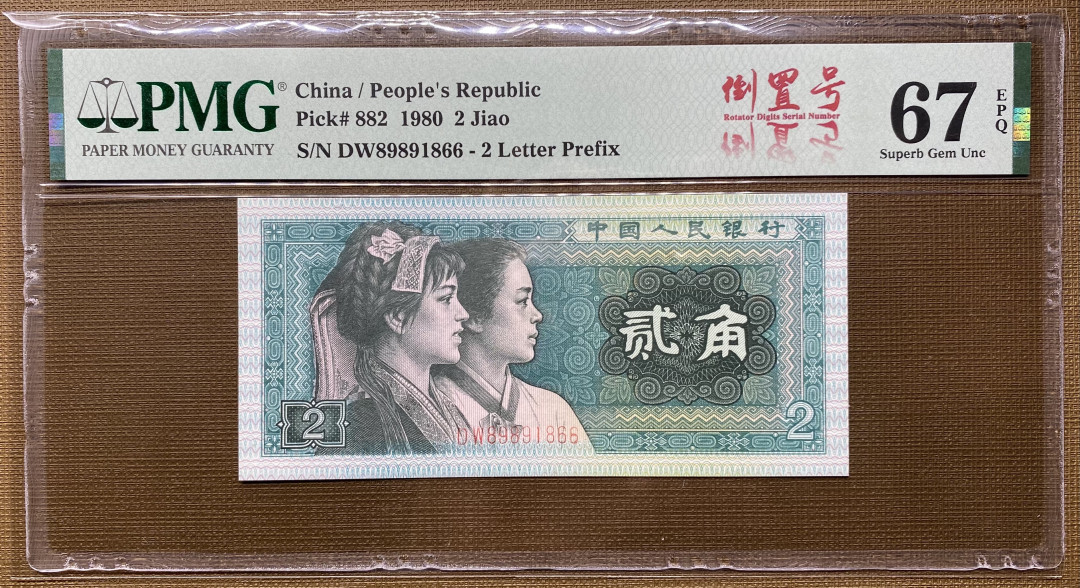 PMG®
PAPER MONEY GUARANTY
China / People's Republic
Pick# 882 1980 2 Jiao
S/N DW89891866 - 2 Letter Prefix
倒置号
Rotator Digits Serial Number
67
EPQ
Superb Gem Unc
中国人民银行
贰角
2
DW89891866
2